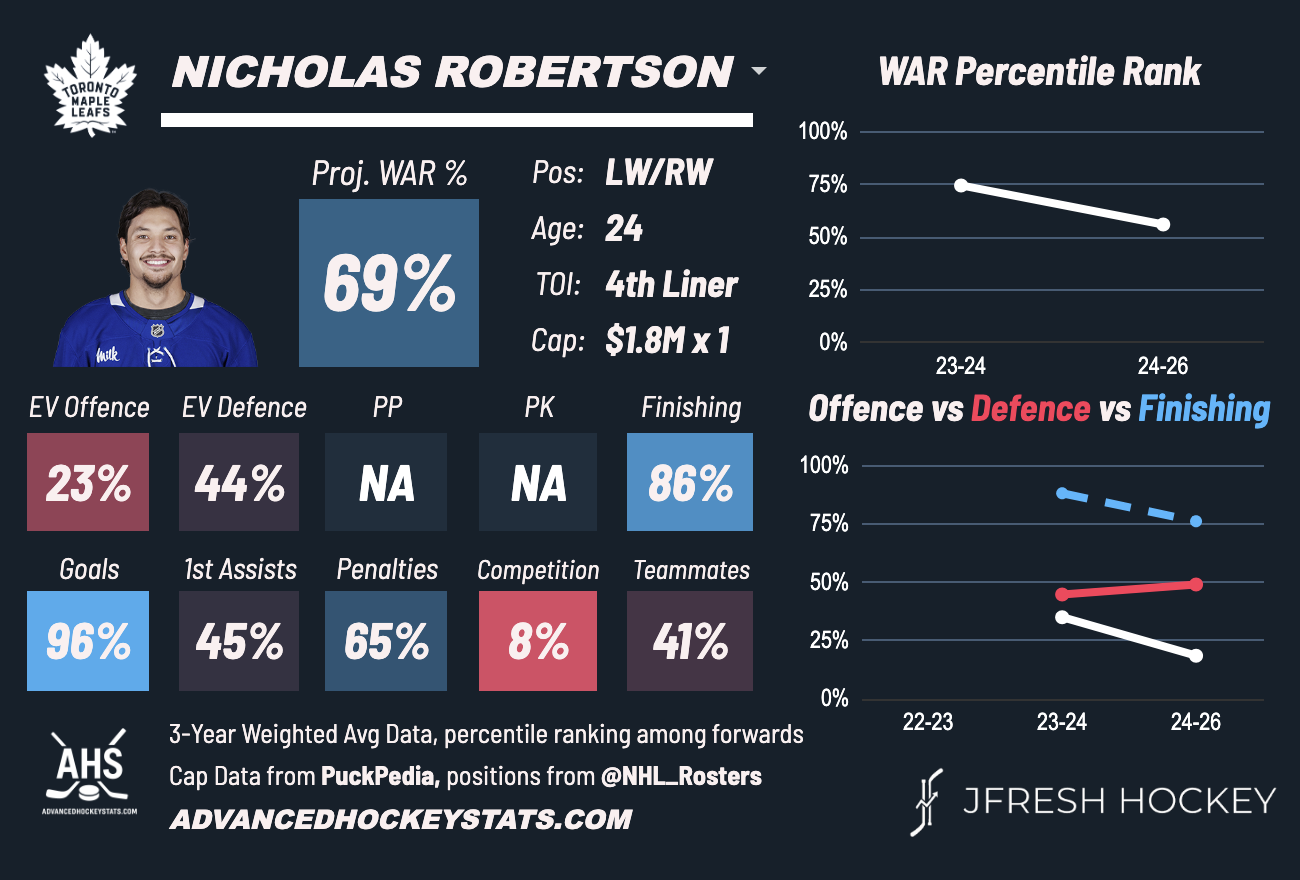 TORONTO
MAPLE
LEAFS
NICHOLAS ROBERTSON
Proj. WAR %
69%
Pos: LW/RW
Age: 24
TOI: 4th Liner
Cap: $1.8M x 1
milk
EV Offence EV Defence PP PK Finishing
23% 44% NA NA 86%
Goals 1st Assists Penalties Competition Teammates
96% 45% 65% 8% 41%
WAR Percentile Rank
100%
75%
50%
25%
0%
23-24 24-26
Offence vs Defence vs Finishing
100%
75%
50%
25%
0%
22-23 23-24 24-26
AHS
ADVANCEDHOCKEYSTATS.COM
3-Year Weighted Avg Data, percentile ranking among forwards
Cap Data from PuckPedia, positions from @NHL_Rosters
ADVANCEDHOCKEYSTATS.COM
JFRESH HOCKEY